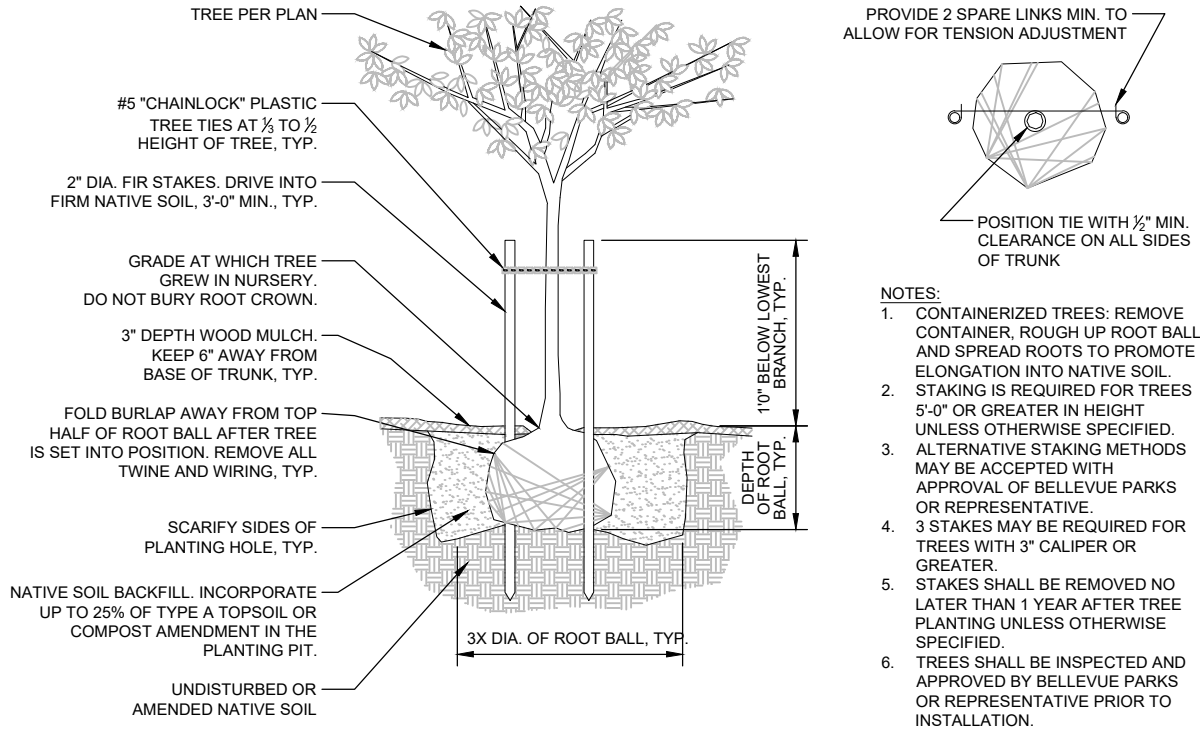 TREE PER PLAN
#5 "CHAINLOCK" PLASTIC
TREE TIES AT ⅓ TO ½
HEIGHT OF TREE, TYP.
2" DIA. FIR STAKES. DRIVE INTO
FIRM NATIVE SOIL, 3'-0" MIN., TYP.
GRADE AT WHICH TREE
GREW IN NURSERY.
DO NOT BURY ROOT CROWN.
3" DEPTH WOOD MULCH.
KEEP 6" AWAY FROM
BASE OF TRUNK, TYP.
FOLD BURLAP AWAY FROM TOP
HALF OF ROOT BALL AFTER TREE
IS SET INTO POSITION. REMOVE ALL
TWINE AND WIRING, TYP.
SCARIFY SIDES OF
PLANTING HOLE, TYP.
NATIVE SOIL BACKFILL. INCORPORATE
UP TO 25% OF TYPE A TOPSOIL OR
COMPOST AMENDMENT IN THE
PLANTING PIT.
UNDISTURBED OR
AMENDED NATIVE SOIL
1'0" BELOW LOWEST
BRANCH, TYP.
DEPTH
OF ROOT
BALL, TYP.
3X DIA. OF ROOT BALL, TYP.
PROVIDE 2 SPARE LINKS MIN. TO
ALLOW FOR TENSION ADJUSTMENT
POSITION TIE WITH ½" MIN.
CLEARANCE ON ALL SIDES
OF TRUNK
NOTES:
1. CONTAINERIZED TREES: REMOVE
CONTAINER, ROUGH UP ROOT BALL
AND SPREAD ROOTS TO PROMOTE
ELONGATION INTO NATIVE SOIL.
2. STAKING IS REQUIRED FOR TREES
5'-0" OR GREATER IN HEIGHT
UNLESS OTHERWISE SPECIFIED.
3. ALTERNATIVE STAKING METHODS
MAY BE ACCEPTED WITH
APPROVAL OF BELLEVUE PARKS
OR REPRESENTATIVE.
4. 3 STAKES MAY BE REQUIRED FOR
TREES WITH 3" CALIPER OR
GREATER.
5. STAKES SHALL BE REMOVED NO
LATER THAN 1 YEAR AFTER TREE
PLANTING UNLESS OTHERWISE
SPECIFIED.
6. TREES SHALL BE INSPECTED AND
APPROVED BY BELLEVUE PARKS
OR REPRESENTATIVE PRIOR TO
INSTALLATION.